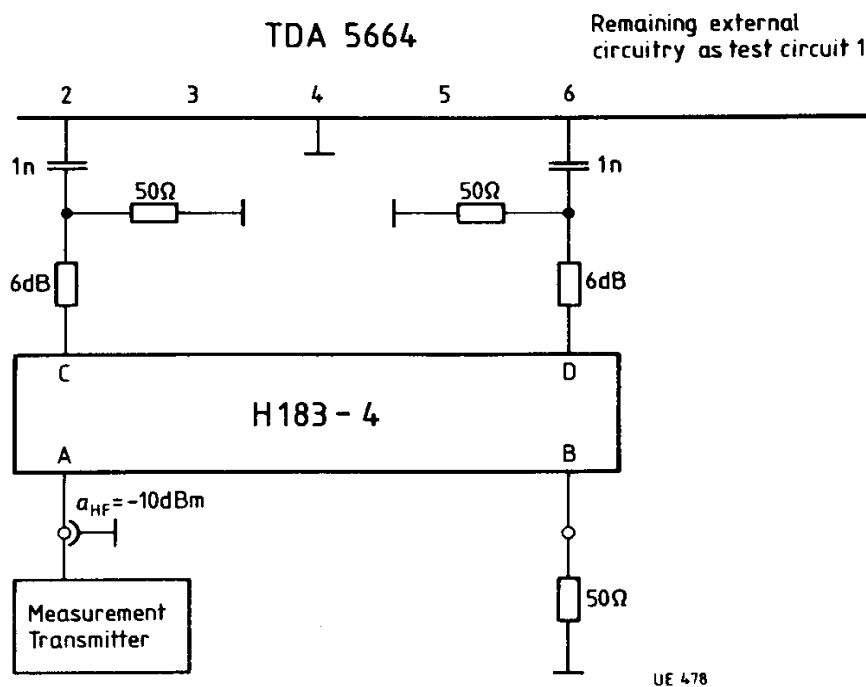 TDA 5664
Remaining external
circuitry as test circuit 1
2 3 4 5 6
1n
1n
50Ω
50Ω
6dB
6dB
C
D
H183-4
A
B
a_HF=-10dBm
50Ω
Measurement
Transmitter
UE 478